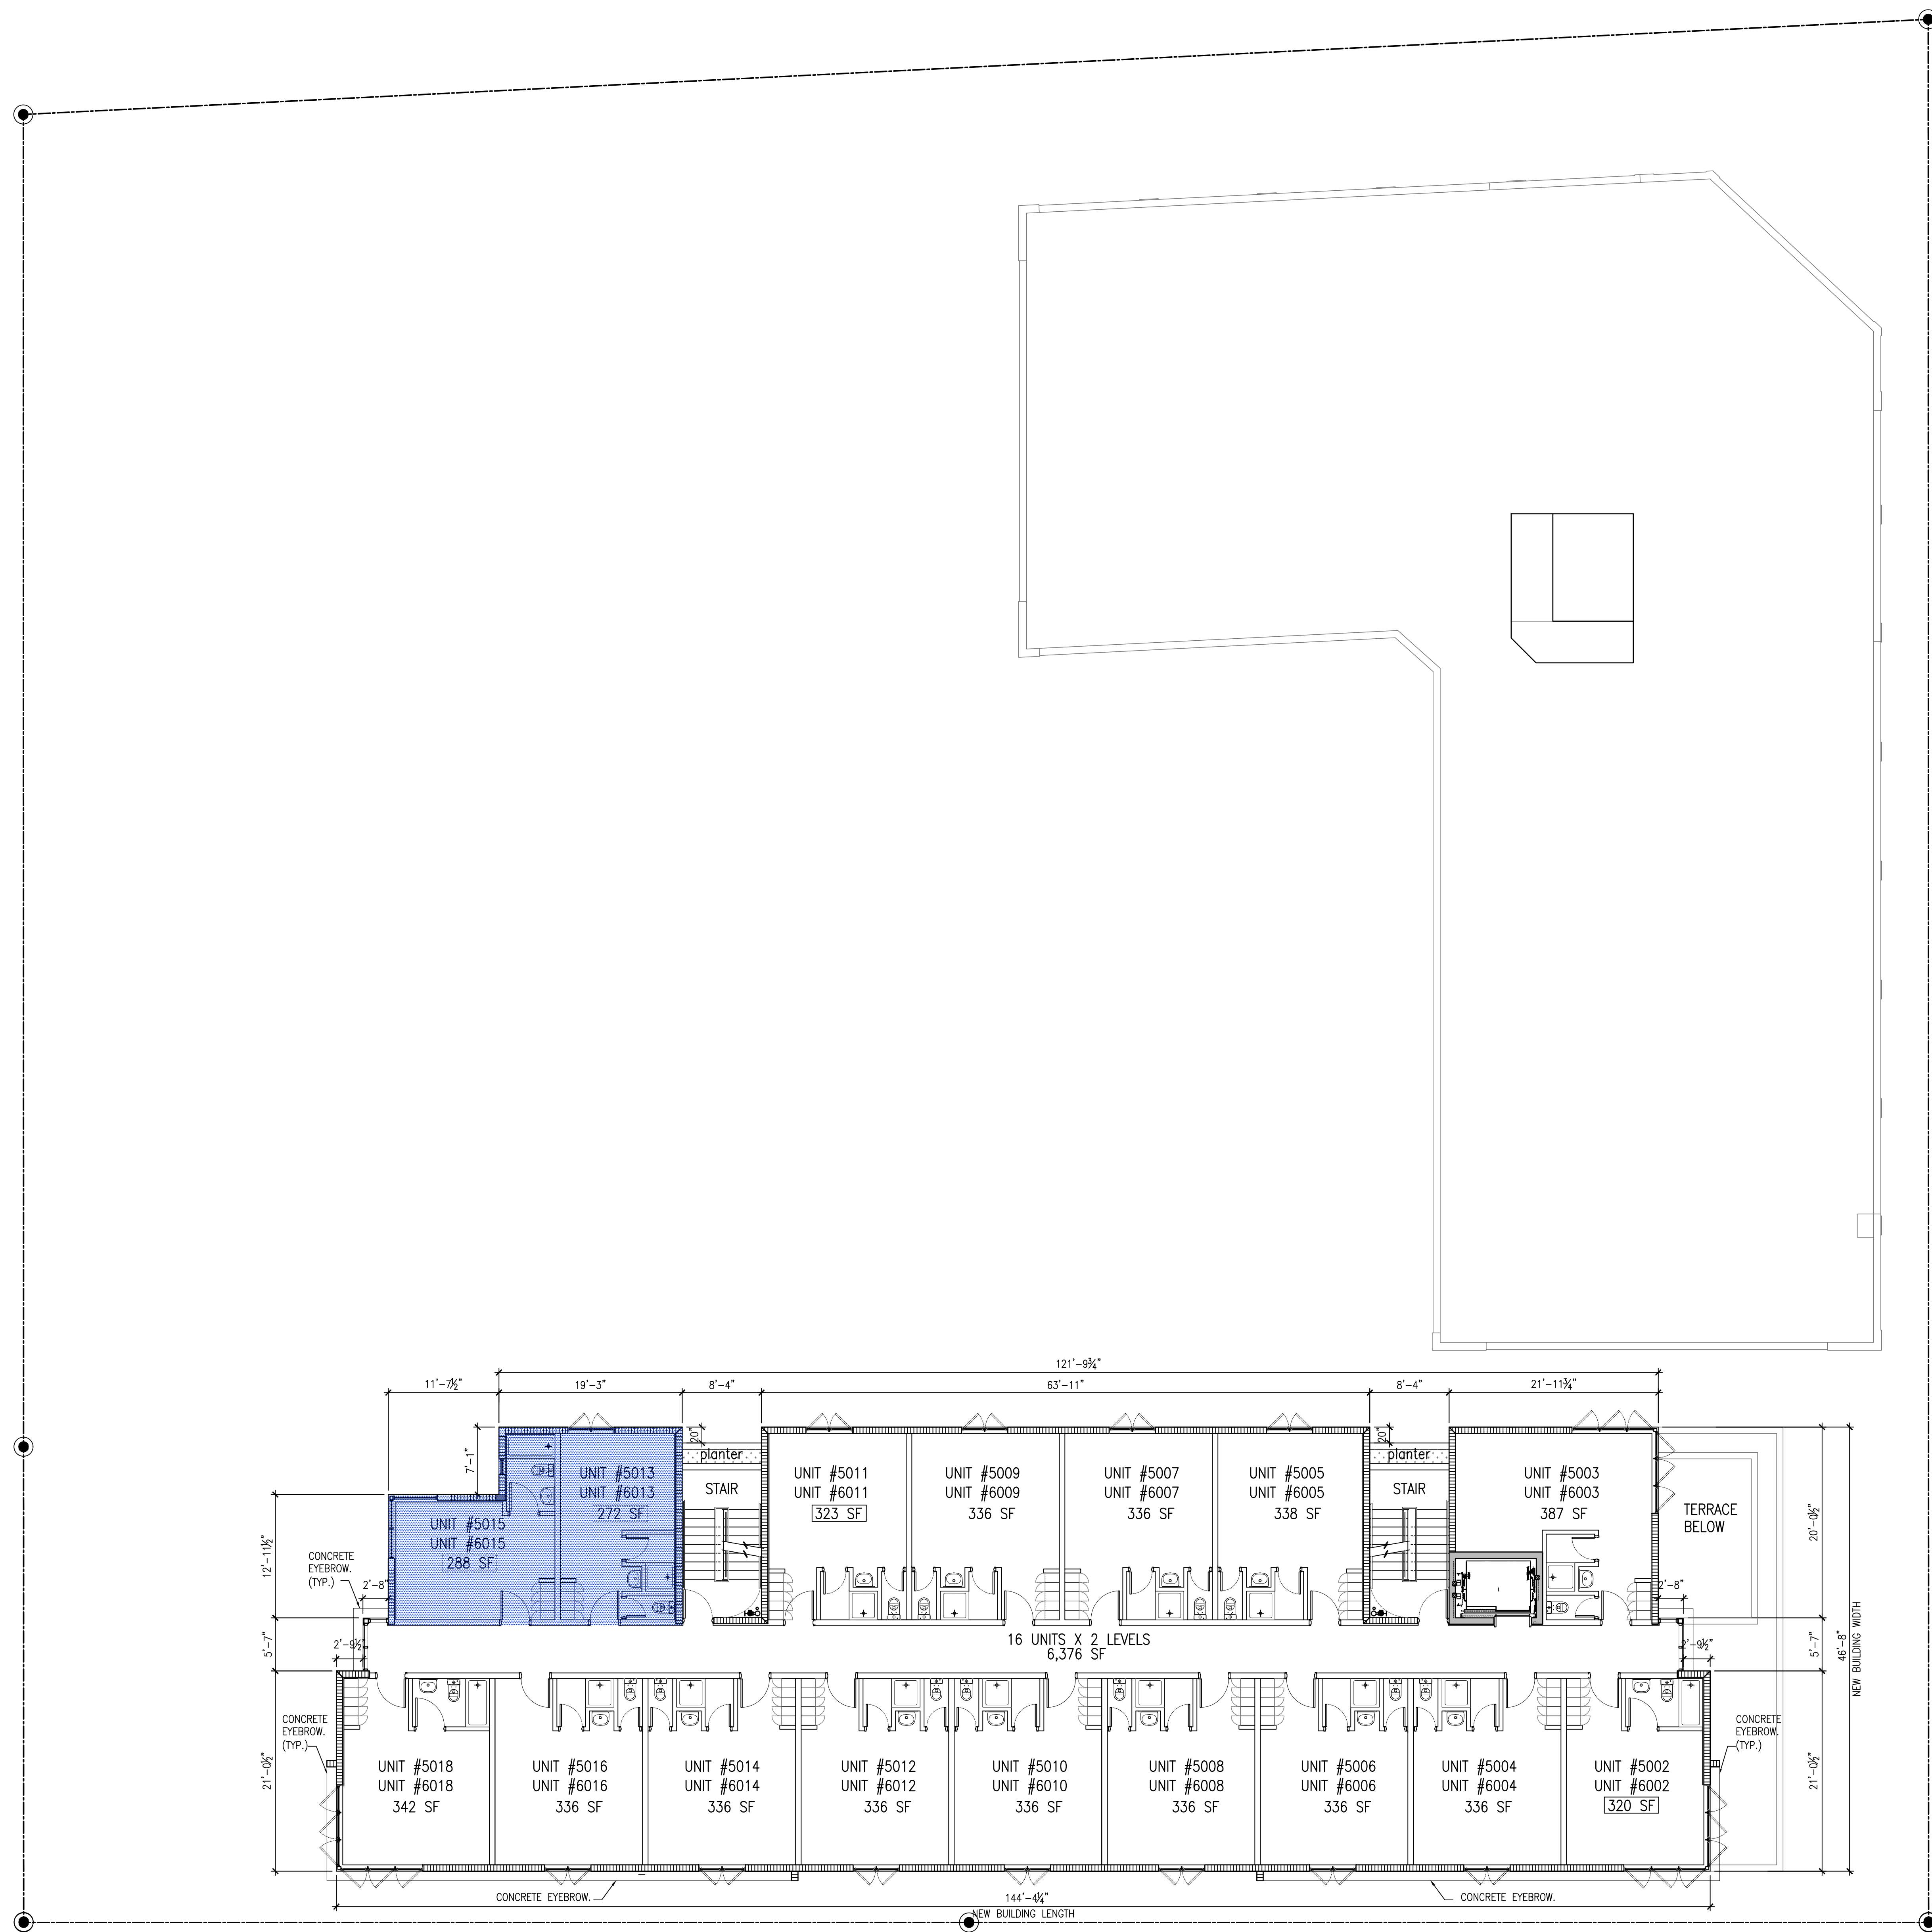 121'-9¾"
11'-7½"
19'-3"
8'-4"
63'-11"
8'-4"
21'-11¾"
7'-1"
20"
20"
planter
planter
UNIT #5013
UNIT #6013
272 SF
STAIR
UNIT #5011
UNIT #6011
323 SF
UNIT #5009
UNIT #6009
336 SF
UNIT #5007
UNIT #6007
336 SF
UNIT #5005
UNIT #6005
338 SF
STAIR
UNIT #5003
UNIT #6003
387 SF
TERRACE
BELOW
20'-0½"
UNIT #5015
UNIT #6015
288 SF
12'-11½"
CONCRETE
EYEBROW.
(TYP.)
2'-8"
2'-8"
5'-7"
2'-9½"
16 UNITS X 2 LEVELS
6,376 SF
2'-9½"
5'-7"
46'-8"
NEW BUILDING WIDTH
CONCRETE
EYEBROW.
(TYP.)
21'-0½"
UNIT #5018
UNIT #6018
342 SF
UNIT #5016
UNIT #6016
336 SF
UNIT #5014
UNIT #6014
336 SF
UNIT #5012
UNIT #6012
336 SF
UNIT #5010
UNIT #6010
336 SF
UNIT #5008
UNIT #6008
336 SF
UNIT #5006
UNIT #6006
336 SF
UNIT #5004
UNIT #6004
336 SF
UNIT #5002
UNIT #6002
320 SF
CONCRETE
EYEBROW.
(TYP.)
21'-0½"
CONCRETE EYEBROW.
144'-4¼"
NEW BUILDING LENGTH
CONCRETE EYEBROW.